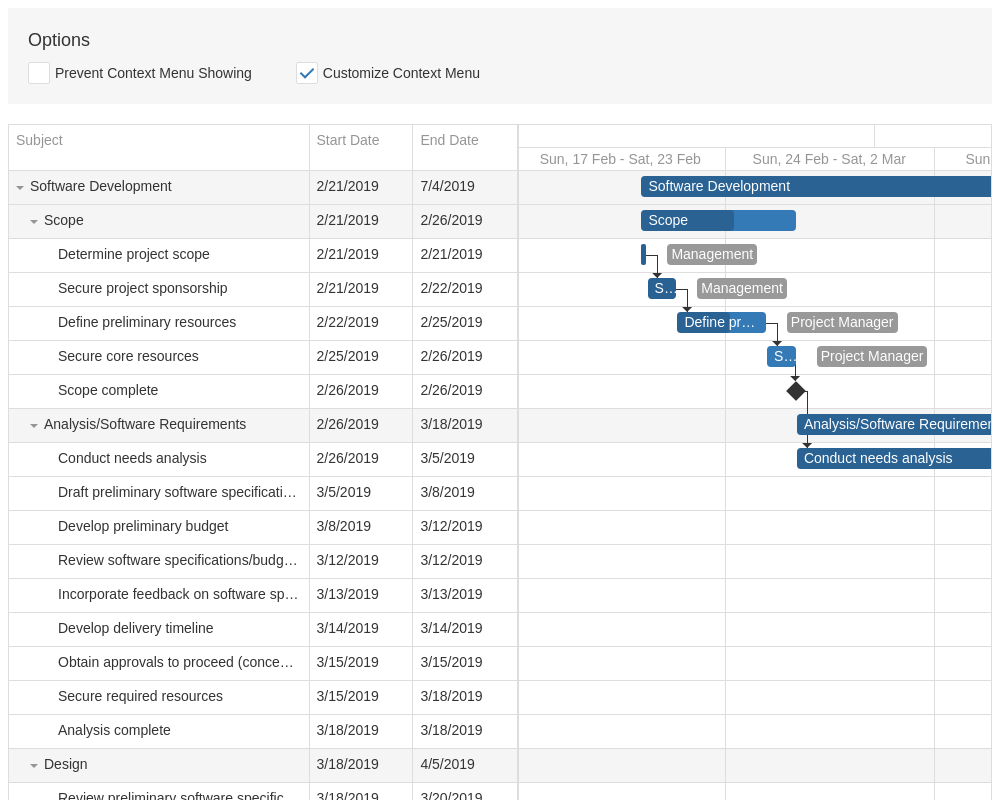 Options
Prevent Context Menu Showing Customize Context Menu
Subject Start Date End Date
Sun, 17 Feb - Sat, 23 Feb Sun, 24 Feb - Sat, 2 Mar Sun
Software Development 2/21/2019 7/4/2019 Software Development
Scope 2/21/2019 2/26/2019 Scope
Determine project scope 2/21/2019 2/21/2019 Management
Secure project sponsorship 2/21/2019 2/22/2019 S… Management
Define preliminary resources 2/22/2019 2/25/2019 Define pr… Project Manager
Secure core resources 2/25/2019 2/26/2019 S… Project Manager
Scope complete 2/26/2019 2/26/2019
Analysis/Software Requirements 2/26/2019 3/18/2019 Analysis/Software Requiremen
Conduct needs analysis 2/26/2019 3/5/2019 Conduct needs analysis
Draft preliminary software specificati… 3/5/2019 3/8/2019
Develop preliminary budget 3/8/2019 3/12/2019
Review software specifications/budg… 3/12/2019 3/12/2019
Incorporate feedback on software sp… 3/13/2019 3/13/2019
Develop delivery timeline 3/14/2019 3/14/2019
Obtain approvals to proceed (conce… 3/15/2019 3/15/2019
Secure required resources 3/15/2019 3/18/2019
Analysis complete 3/18/2019 3/18/2019
Design 3/18/2019 4/5/2019
Review preliminary software specific… 3/18/2019 3/20/2019